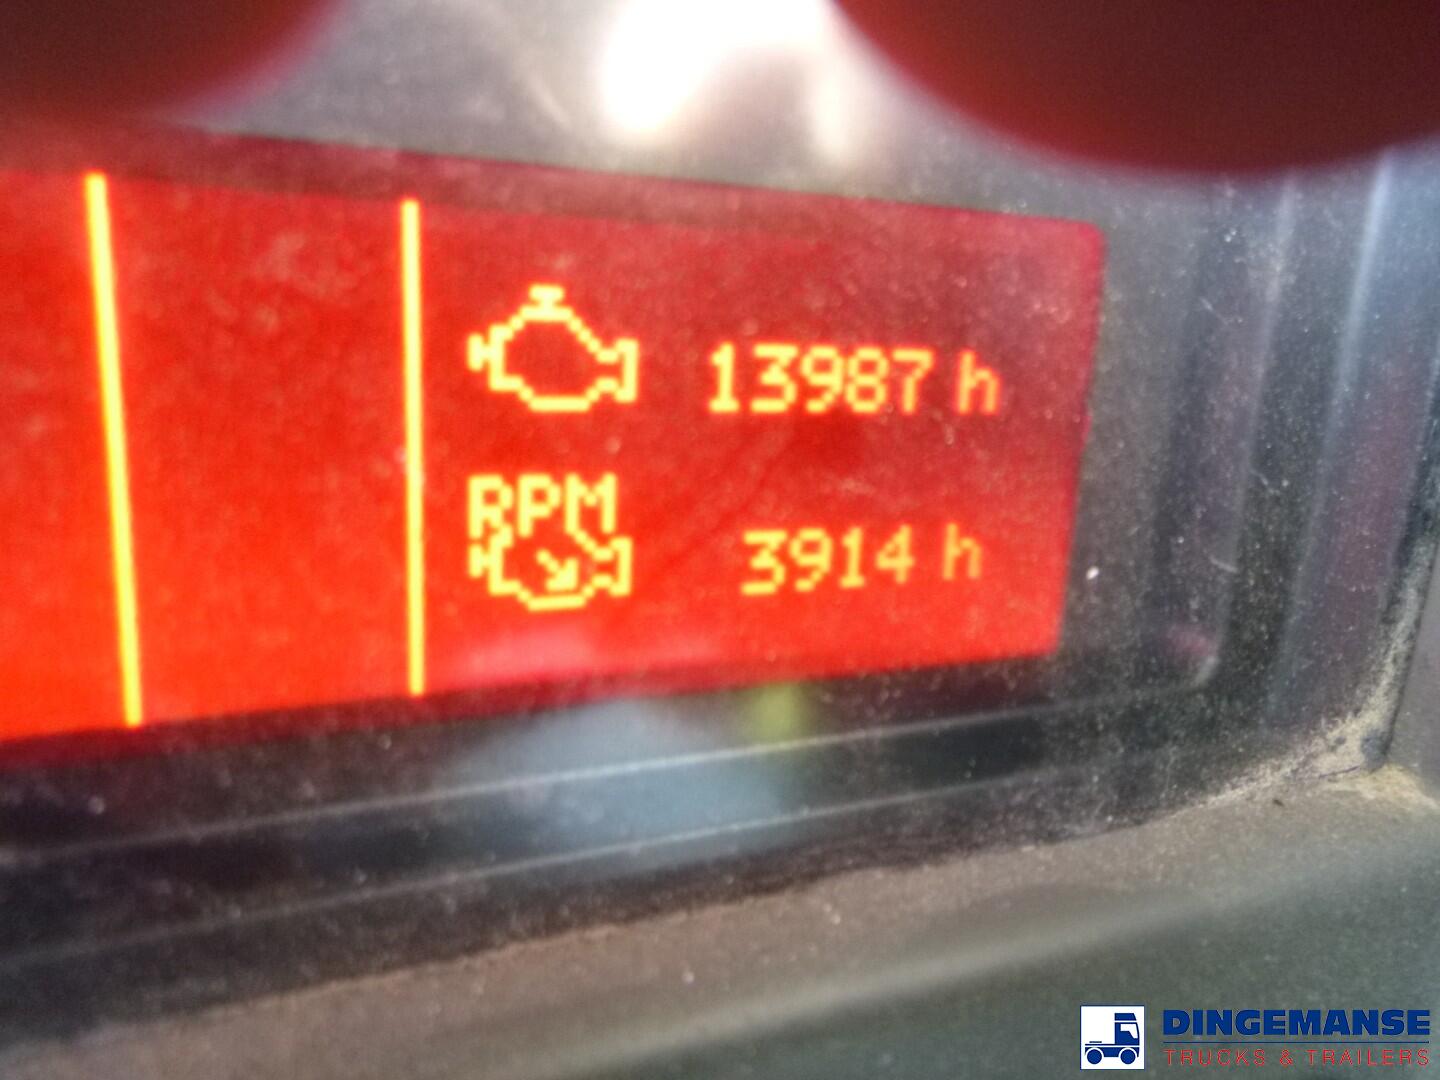 13987 h
RPM
3914 h
DINGEMANSE
TRUCKS & TRAILERS